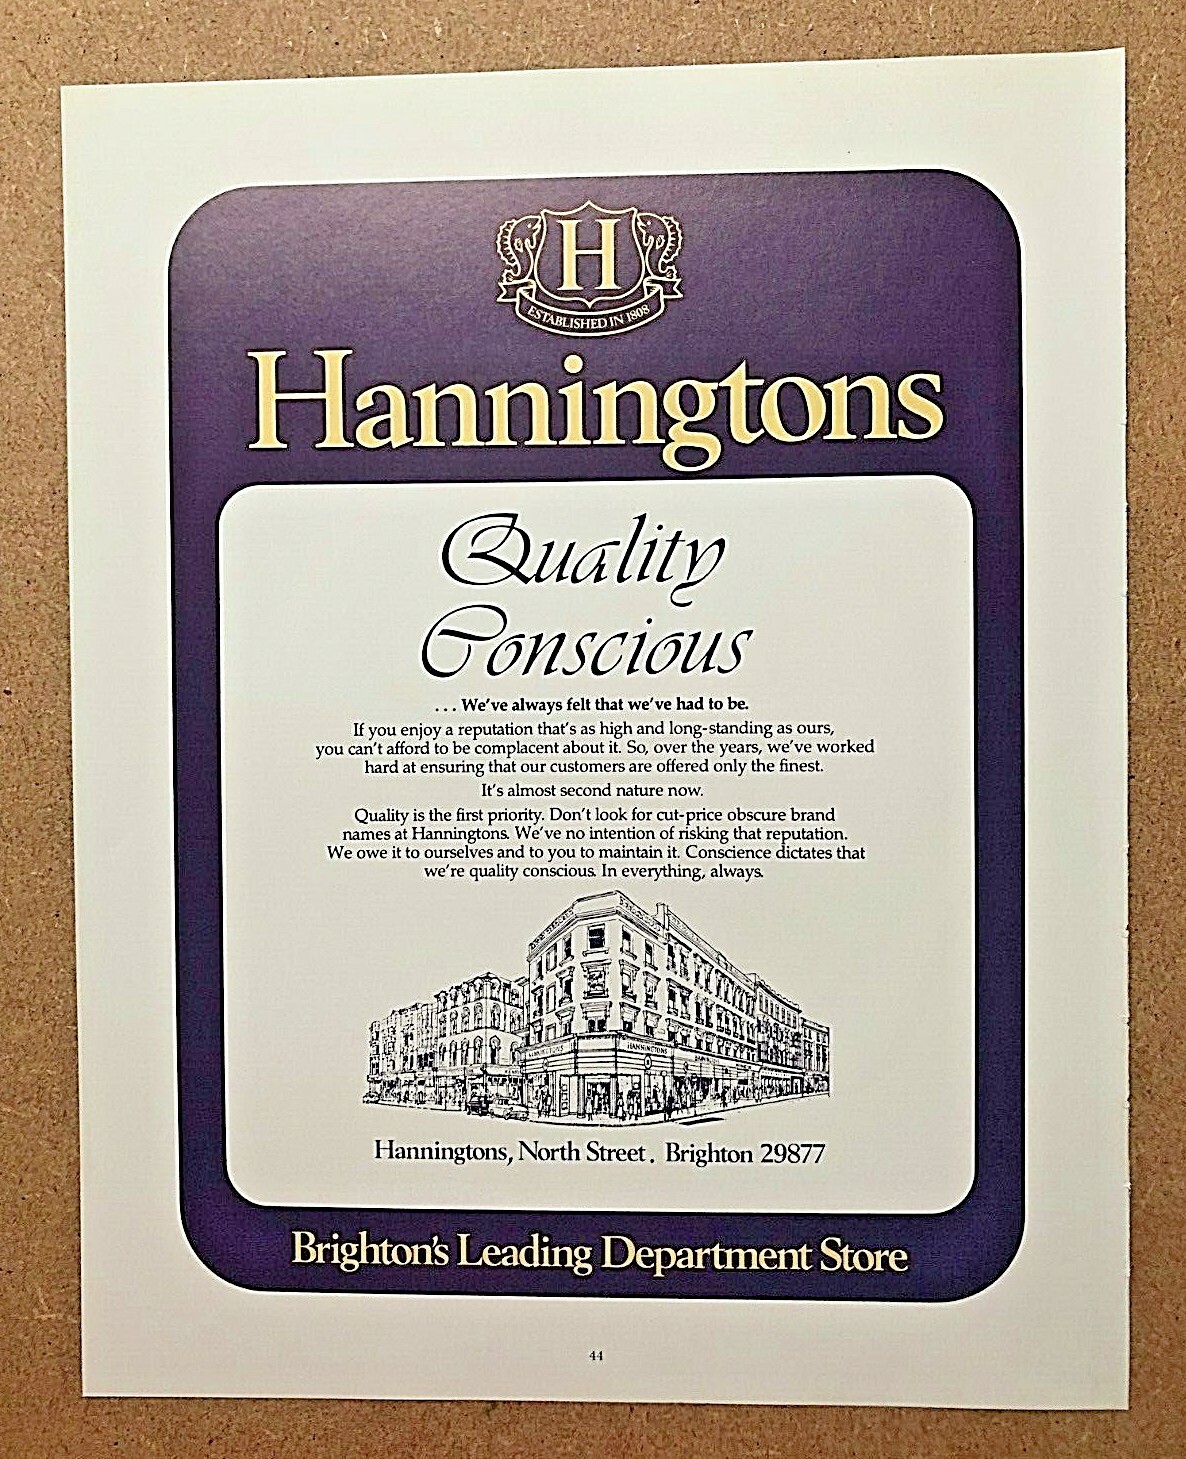 H
ESTABLISHED IN 1808
Hanningtons
Quality
Conscious
. . . We've always felt that we've had to be.
If you enjoy a reputation that's as high and long-standing as ours,
you can't afford to be complacent about it. So, over the years, we've worked
hard at ensuring that our customers are offered only the finest.
It's almost second nature now.
Quality is the first priority. Don't look for cut-price obscure brand
names at Hanningtons. We've no intention of risking that reputation.
We owe it to ourselves and to you to maintain it. Conscience dictates that
we're quality conscious. In everything, always.
HANNINGTONS HANNINGTONS
Hanningtons, North Street. Brighton 29877
Brighton's Leading Department Store
44